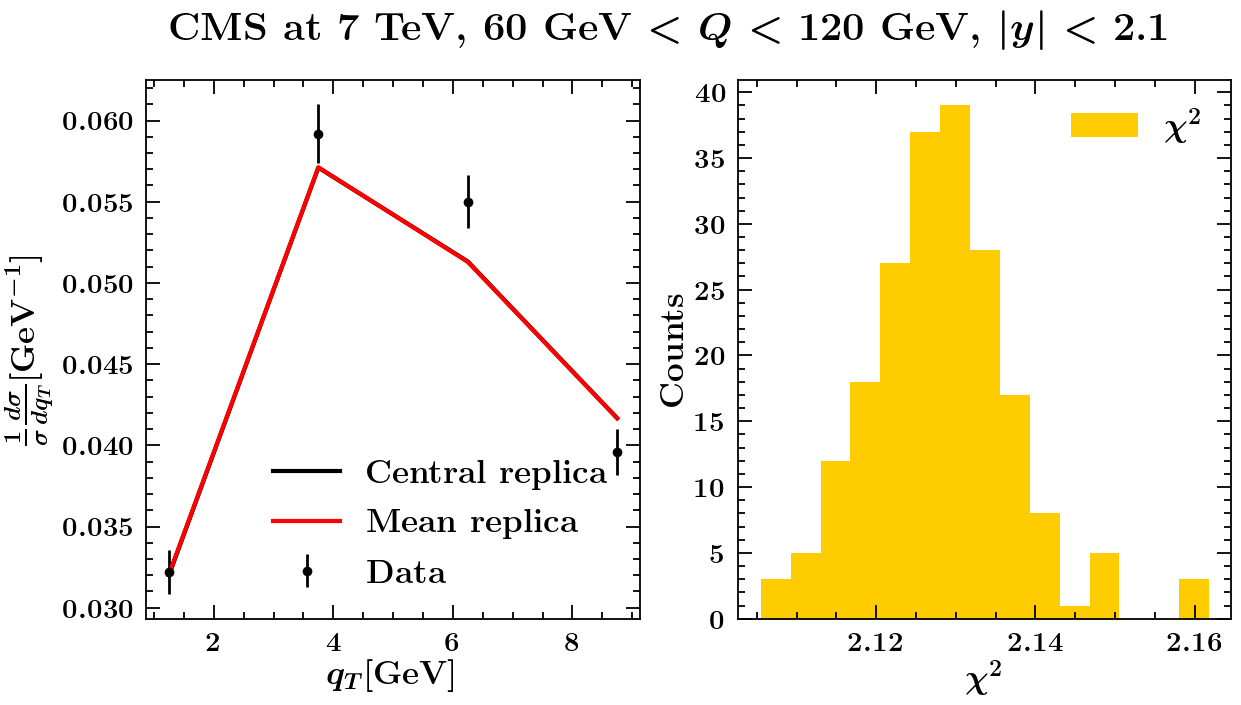 CMS at 7 TeV, 60 GeV < Q < 120 GeV, |y| < 2.1
0.060
0.055
0.050
0.045
0.040
0.035
0.030
1/σ dσ/dq_T [GeV⁻¹]
Central replica
Mean replica
Data
2 4 6 8
q_T[GeV]
40
35
30
25
20
15
10
5
0
Counts
χ²
2.12 2.14 2.16
χ²